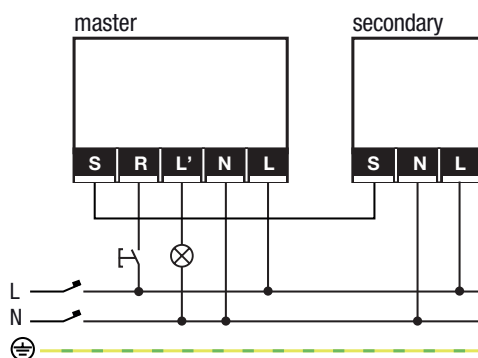 master
secondary
S R L' N L
S N L
L
N